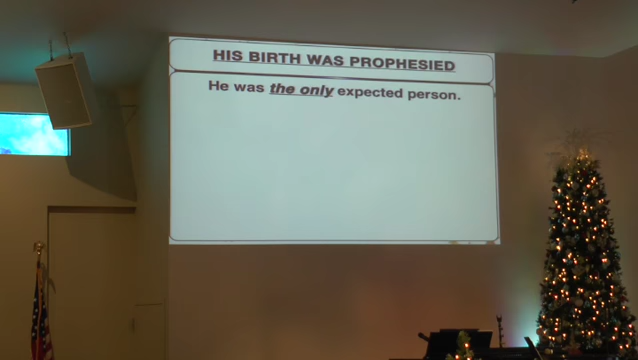 HIS BIRTH WAS PROPHESIED
He was the only expected person.